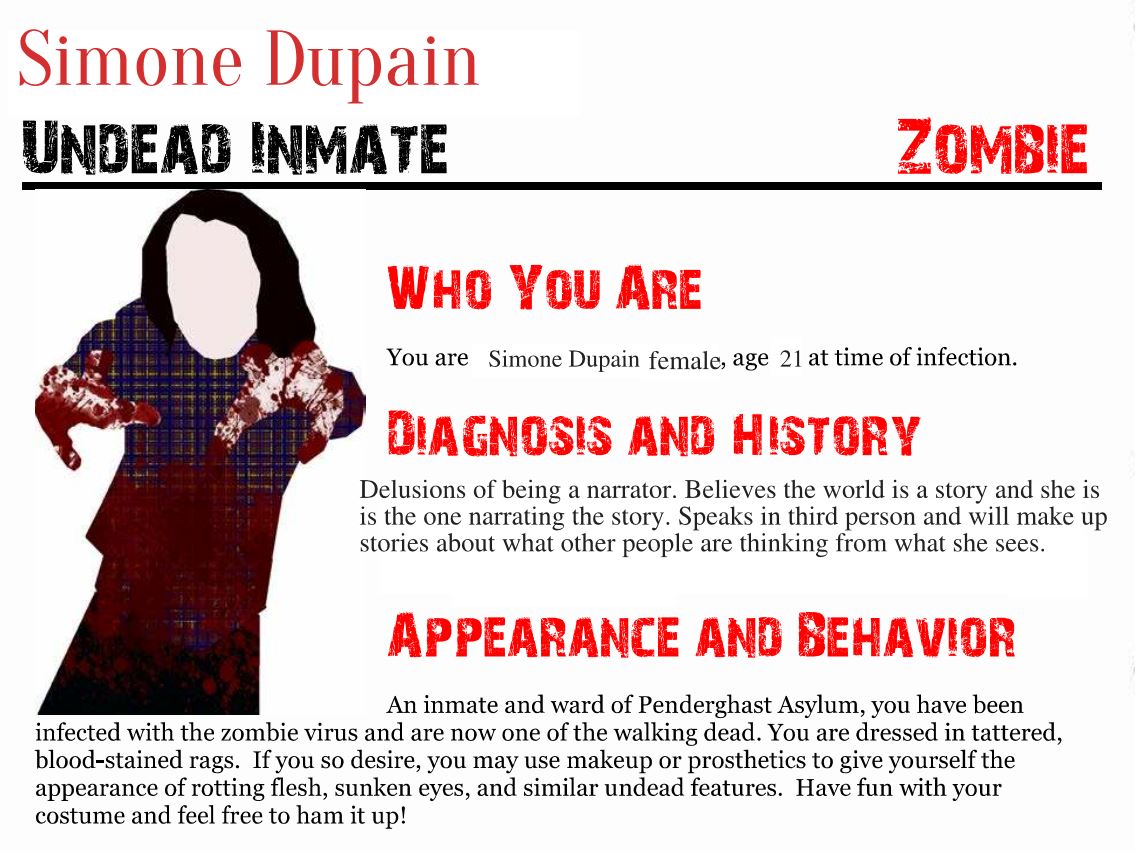 Simone Dupain
Undead Inmate
Zombie
Who You Are
You are Simone Dupain female, age 21 at time of infection.
Diagnosis and History
Delusions of being a narrator. Believes the world is a story and she is
is the one narrating the story. Speaks in third person and will make up
stories about what other people are thinking from what she sees.
Appearance and Behavior
An inmate and ward of Penderghast Asylum, you have been
infected with the zombie virus and are now one of the walking dead. You are dressed in tattered,
blood-stained rags.  If you so desire, you may use makeup or prosthetics to give yourself the
appearance of rotting flesh, sunken eyes, and similar undead features.  Have fun with your
costume and feel free to ham it up!